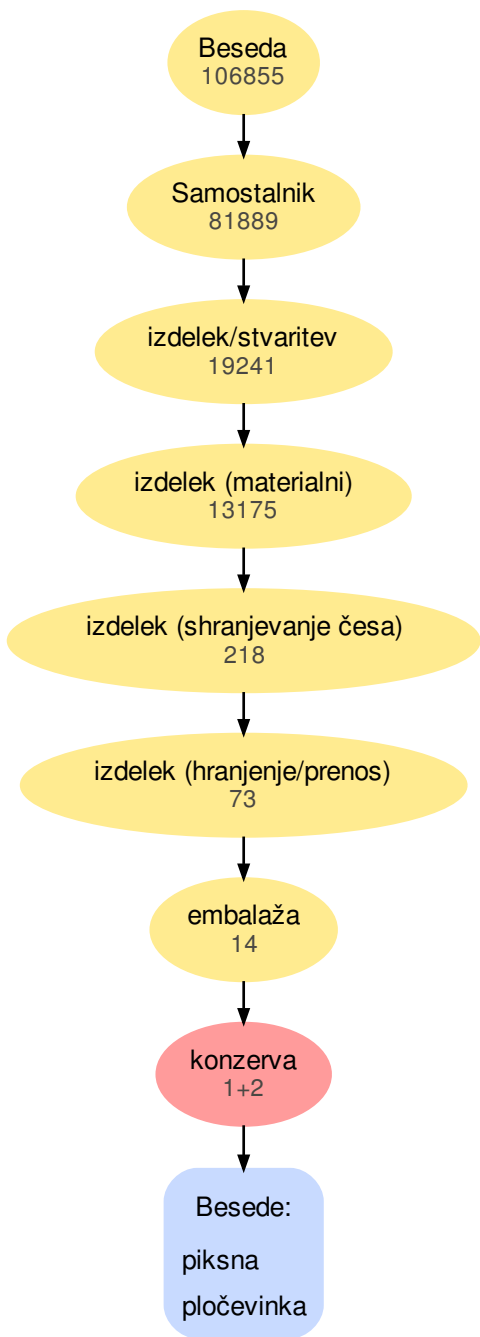 Beseda
106855
Samostalnik
81889
izdelek/stvaritev
19241
izdelek (materialni)
13175
izdelek (shranjevanje česa)
218
izdelek (hranjenje/prenos)
73
embalaža
14
konzerva
1+2
Besede:
piksna
pločevinka